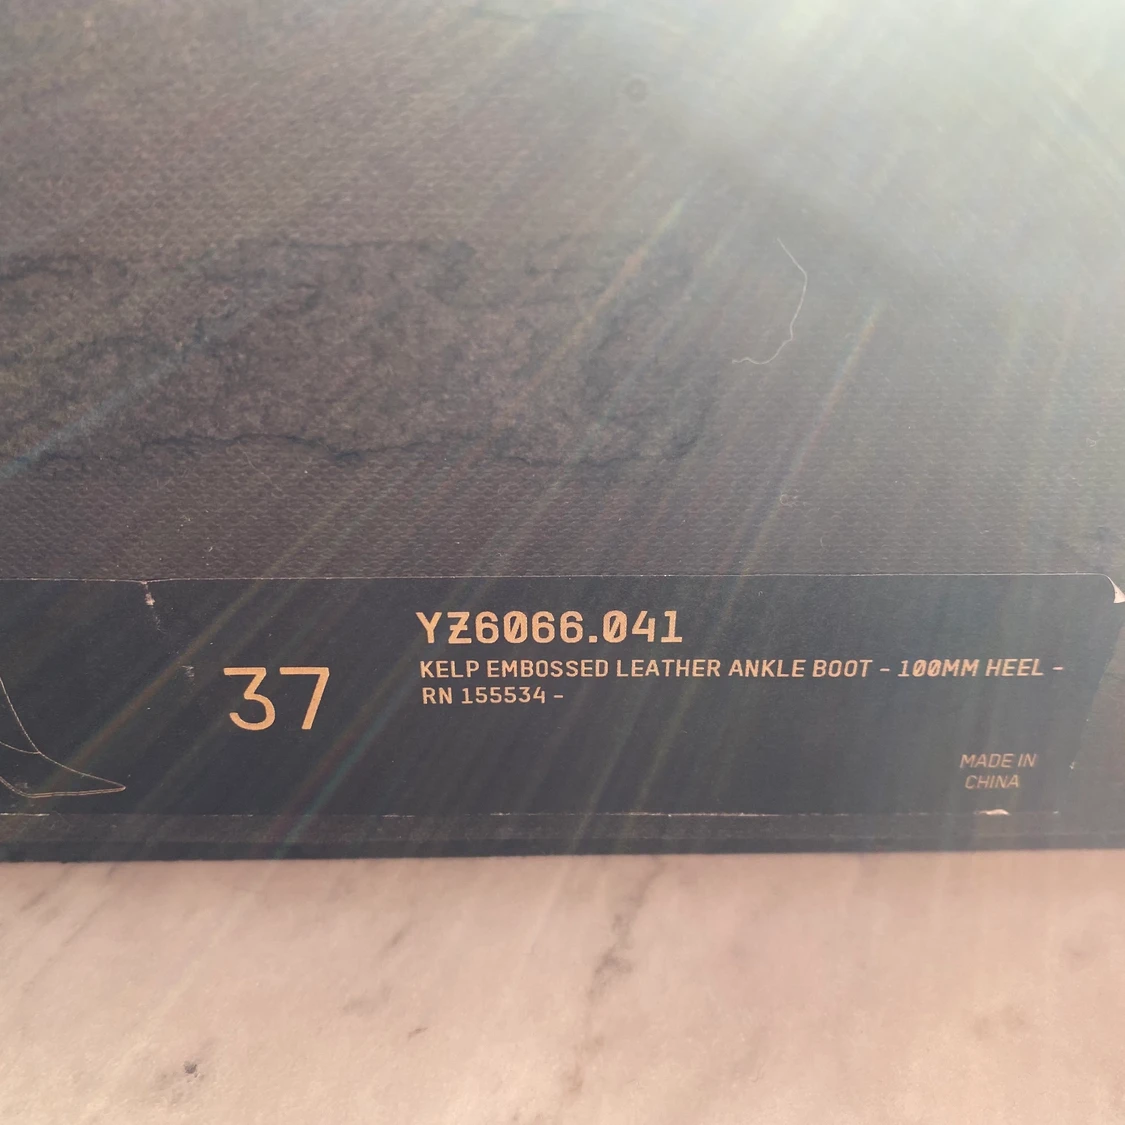 37
YZ6066.041
KELP EMBOSSED LEATHER ANKLE BOOT - 100MM HEEL -
RN 155534 -
MADE IN
CHINA